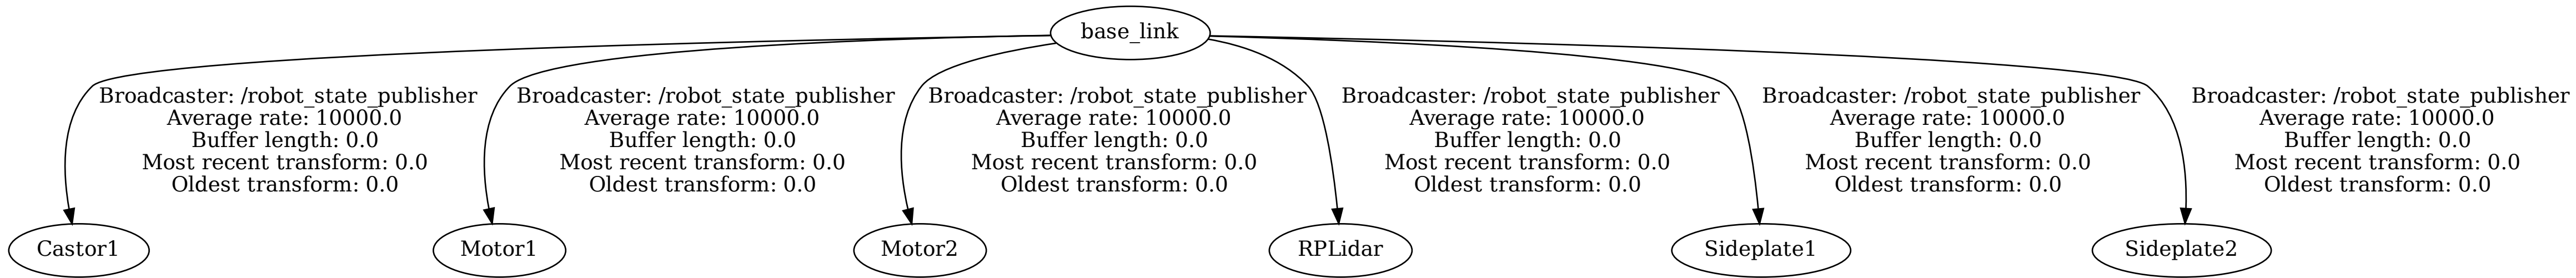 base_link
Broadcaster: /robot_state_publisher
Average rate: 10000.0
Buffer length: 0.0
Most recent transform: 0.0
Oldest transform: 0.0
Broadcaster: /robot_state_publisher
Average rate: 10000.0
Buffer length: 0.0
Most recent transform: 0.0
Oldest transform: 0.0
Broadcaster: /robot_state_publisher
Average rate: 10000.0
Buffer length: 0.0
Most recent transform: 0.0
Oldest transform: 0.0
Broadcaster: /robot_state_publisher
Average rate: 10000.0
Buffer length: 0.0
Most recent transform: 0.0
Oldest transform: 0.0
Broadcaster: /robot_state_publisher
Average rate: 10000.0
Buffer length: 0.0
Most recent transform: 0.0
Oldest transform: 0.0
Broadcaster: /robot_state_publisher
Average rate: 10000.0
Buffer length: 0.0
Most recent transform: 0.0
Oldest transform: 0.0
Castor1
Motor1
Motor2
RPLidar
Sideplate1
Sideplate2